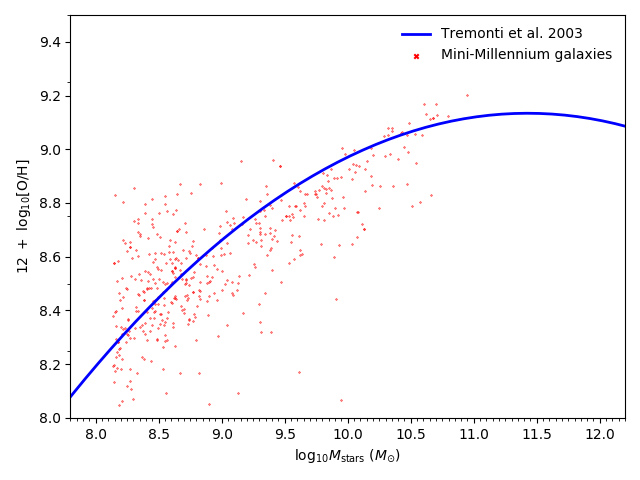 Tremonti et al. 2003
Mini-Millennium galaxies
9.4
9.2
9.0
8.8
8.6
8.4
8.2
8.0
12 + log₁₀[O/H]
8.0 8.5 9.0 9.5 10.0 10.5 11.0 11.5 12.0
log₁₀M_stars (M_⊙)